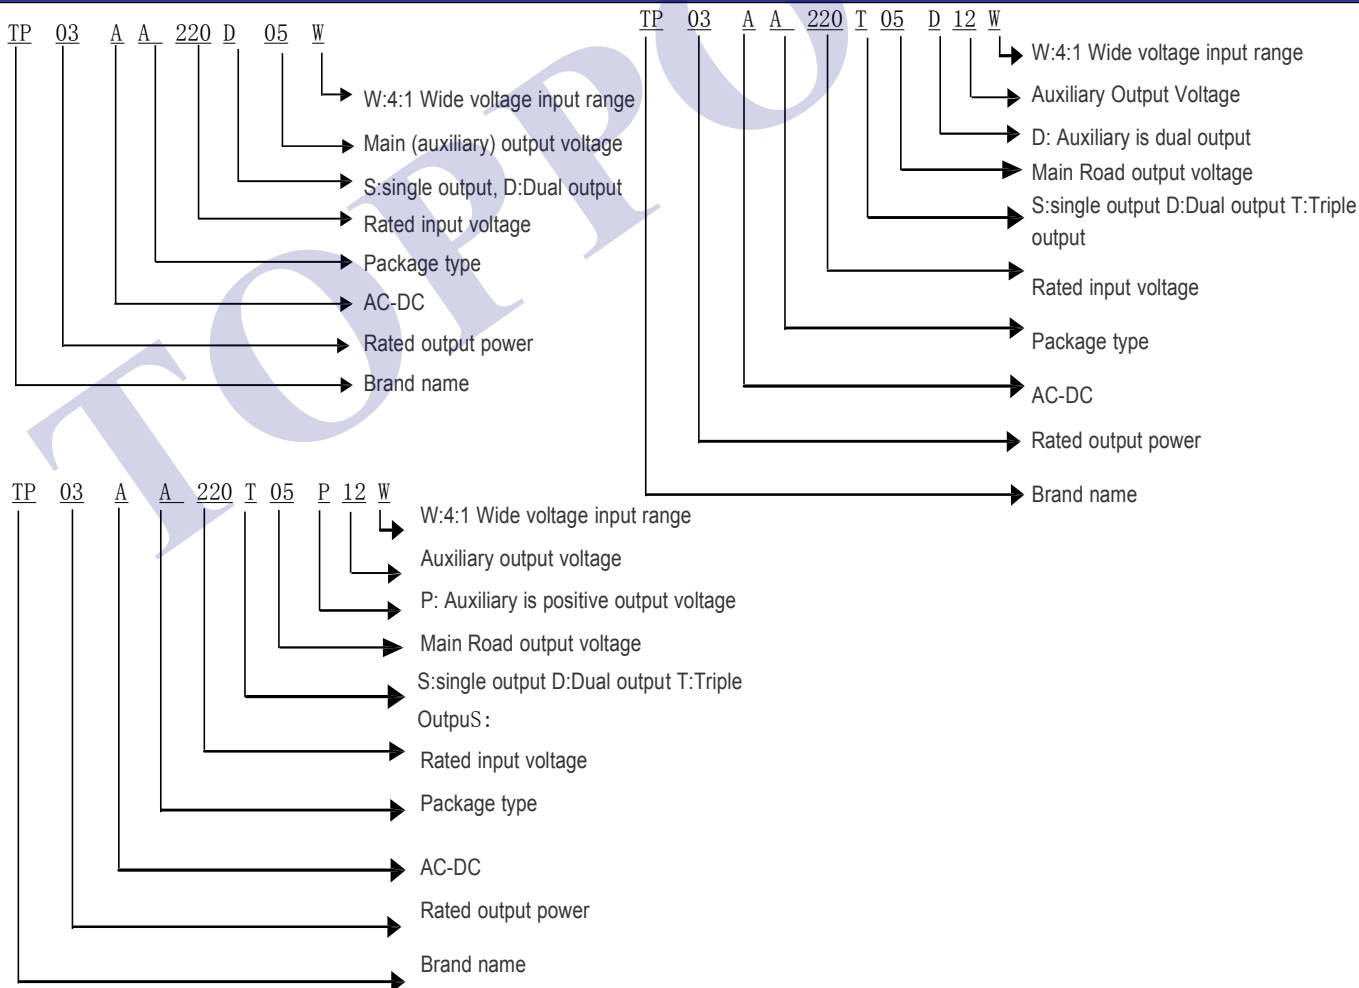 TP 03 A A 220 D 05 W
W:4:1 Wide voltage input range
Main (auxiliary) output voltage
S:single output, D:Dual output
Rated input voltage
Package type
AC-DC
Rated output power
Brand name
TP 03 A A 220 T 05 D 12 W
W:4:1 Wide voltage input range
Auxiliary Output Voltage
D: Auxiliary is dual output
Main Road output voltage
S:single output D:Dual output T:Triple
output
Rated input voltage
Package type
AC-DC
Rated output power
Brand name
TP 03 A A 220 T 05 P 12 W
W:4:1 Wide voltage input range
Auxiliary output voltage
P: Auxiliary is positive output voltage
Main Road output voltage
S:single output D:Dual output T:Triple
OutpuS:
Rated input voltage
Package type
AC-DC
Rated output power
Brand name
TOPPO